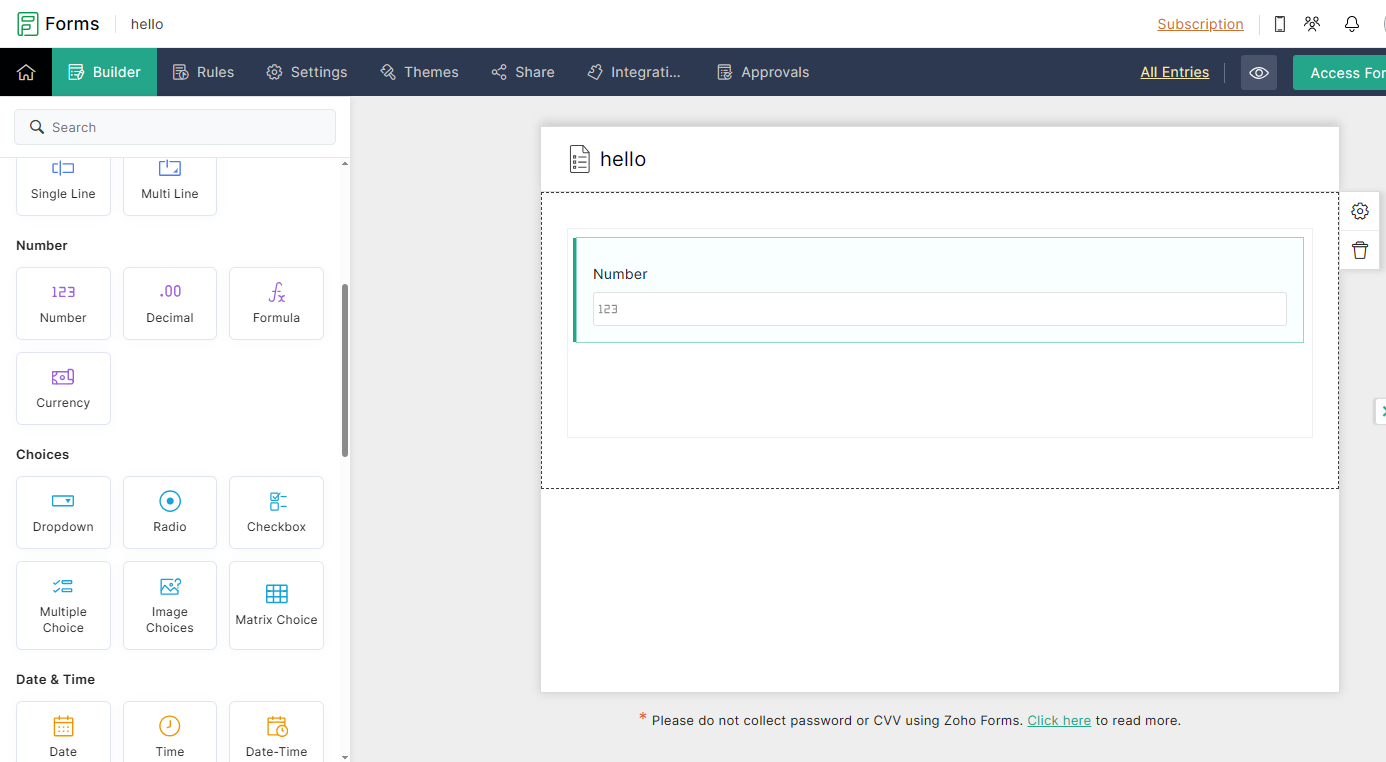 Forms
hello
Subscription
Builder
Rules
Settings
Themes
Share
Integrati...
Approvals
All Entries
Access For
Search
Single Line
Multi Line
Number
123
Number
.00
Decimal
fx
Formula
Currency
Choices
Dropdown
Radio
Checkbox
Multiple
Choice
Image
Choices
Matrix Choice
Date & Time
Date
Time
Date-Time
hello
Number
123
* Please do not collect password or CVV using Zoho Forms. Click here to read more.